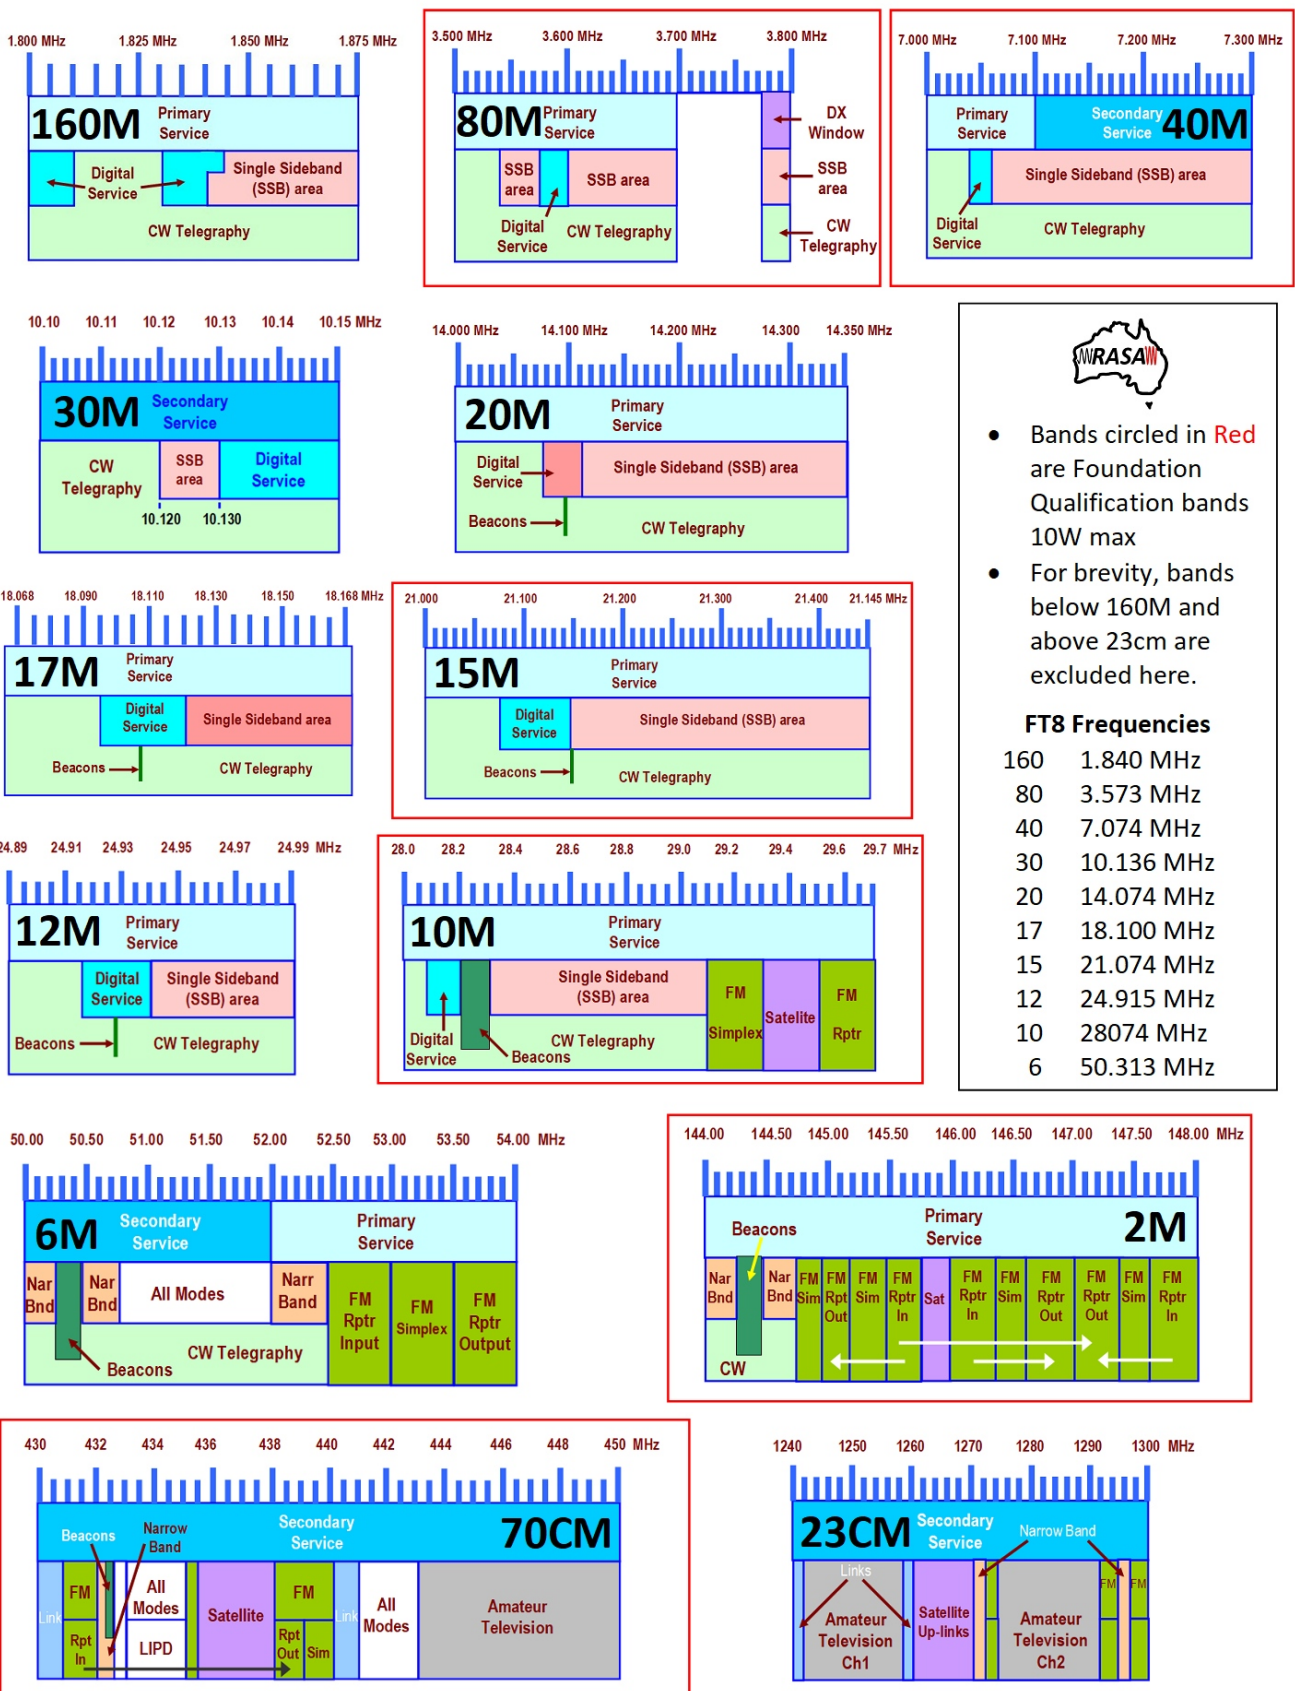 1.800 MHz 1.825 MHz 1.850 MHz 1.875 MHz
160M Primary
Service
Digital
Service
Single Sideband
(SSB) area
CW Telegraphy
3.500 MHz 3.600 MHz 3.700 MHz 3.800 MHz
80M Primary
Service
DX
Window
SSB
area
SSB area
SSB
area
Digital
Service
CW Telegraphy
CW
Telegraphy
7.000 MHz 7.100 MHz 7.200 MHz 7.300 MHz
Primary
Service
Secondary
Service
40M
Single Sideband (SSB) area
Digital
Service
CW Telegraphy
10.10 10.11 10.12 10.13 10.14 10.15 MHz
30M Secondary
Service
CW
Telegraphy
SSB
area
Digital
Service
10.120 10.130
14.000 MHz 14.100 MHz 14.200 MHz 14.300 14.350 MHz
20M Primary
Service
Digital
Service
Single Sideband (SSB) area
Beacons
CW Telegraphy
WRASAW
• Bands circled in Red
are Foundation
Qualification bands
10W max
• For brevity, bands
below 160M and
above 23cm are
excluded here.
FT8 Frequencies
160 1.840 MHz
80 3.573 MHz
40 7.074 MHz
30 10.136 MHz
20 14.074 MHz
17 18.100 MHz
15 21.074 MHz
12 24.915 MHz
10 28074 MHz
6 50.313 MHz
18.068 18.090 18.110 18.130 18.150 18.168 MHz
17M Primary
Service
Digital
Service
Single Sideband area
Beacons
CW Telegraphy
21.000 21.100 21.200 21.300 21.400 21.145 MHz
15M Primary
Service
Digital
Service
Single Sideband (SSB) area
Beacons
CW Telegraphy
24.89 24.91 24.93 24.95 24.97 24.99 MHz
12M Primary
Service
Digital
Service
Single Sideband
(SSB) area
Beacons
CW Telegraphy
28.0 28.2 28.4 28.6 28.8 29.0 29.2 29.4 29.6 29.7 MHz
10M Primary
Service
Single Sideband
(SSB) area
FM
Simplex
Satelite
FM
Rptr
Digital
Service
CW Telegraphy
Beacons
50.00 50.50 51.00 51.50 52.00 52.50 53.00 53.50 54.00 MHz
6M Secondary
Service
Primary
Service
Nar
Bnd
Nar
Bnd
All Modes
Narr
Band
FM
Rptr
Input
FM
Simplex
FM
Rptr
Output
CW Telegraphy
Beacons
144.00 144.50 145.00 145.50 146.00 146.50 147.00 147.50 148.00 MHz
Beacons
Primary
Service
2M
Nar
Bnd
Nar
Bnd
FM
Sim
FM
Rpt
Out
FM
Sim
FM
Rptr
In
Sat
FM
Rptr
In
FM
Sim
FM
Rptr
Out
FM
Rptr
Out
FM
Sim
FM
Rptr
In
CW
430 432 434 436 438 440 442 444 446 448 450 MHz
Beacons
Narrow
Band
Secondary
Service
70CM
Link
FM
Rpt
In
All
Modes
LIPD
Satellite
FM
Rpt
Out
Sim
Link
All
Modes
Amateur
Television
1240 1250 1260 1270 1280 1290 1300 MHz
23CM Secondary
Service
Narrow Band
Links
Amateur
Television
Ch1
Satellite
Up-links
Amateur
Television
Ch2
FM
FM